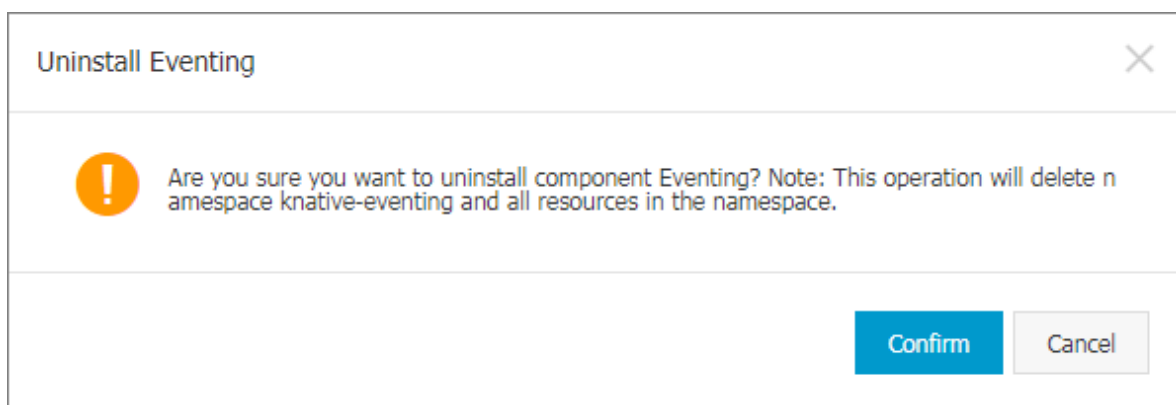 Uninstall Eventing
Are you sure you want to uninstall component Eventing? Note: This operation will delete n
amespace knative-eventing and all resources in the namespace.
Confirm
Cancel